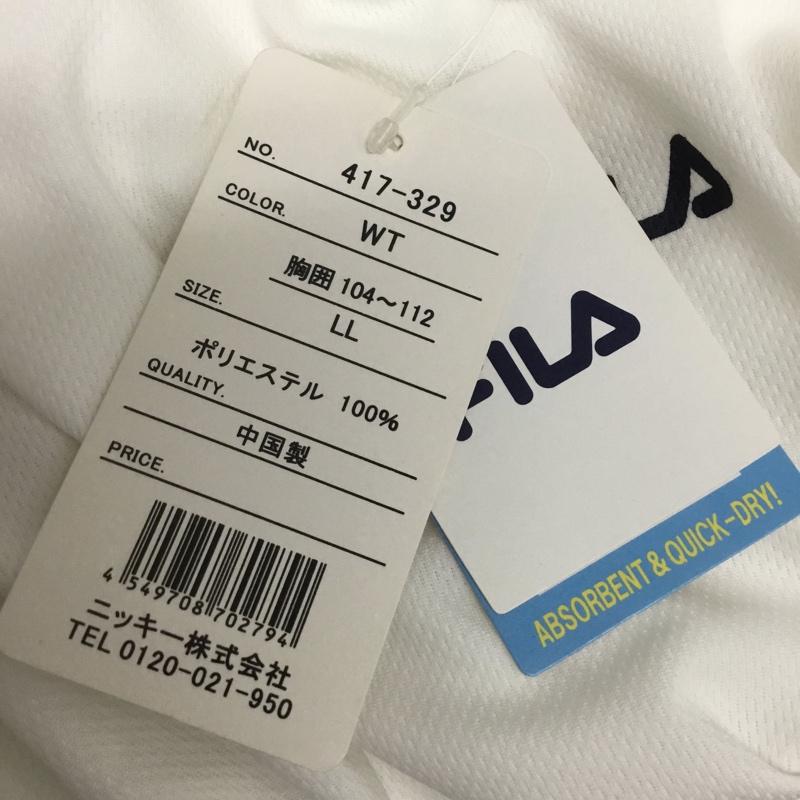 NO. 417-329
COLOR. WT
胸囲 104～112
SIZE. LL
ポリエステル 100%
QUALITY.
中国製
PRICE.
4 549708 702794
ニッキー株式会社
TEL 0120-021-950
FILA
ABSORBENT & QUICK-DRY!
LA